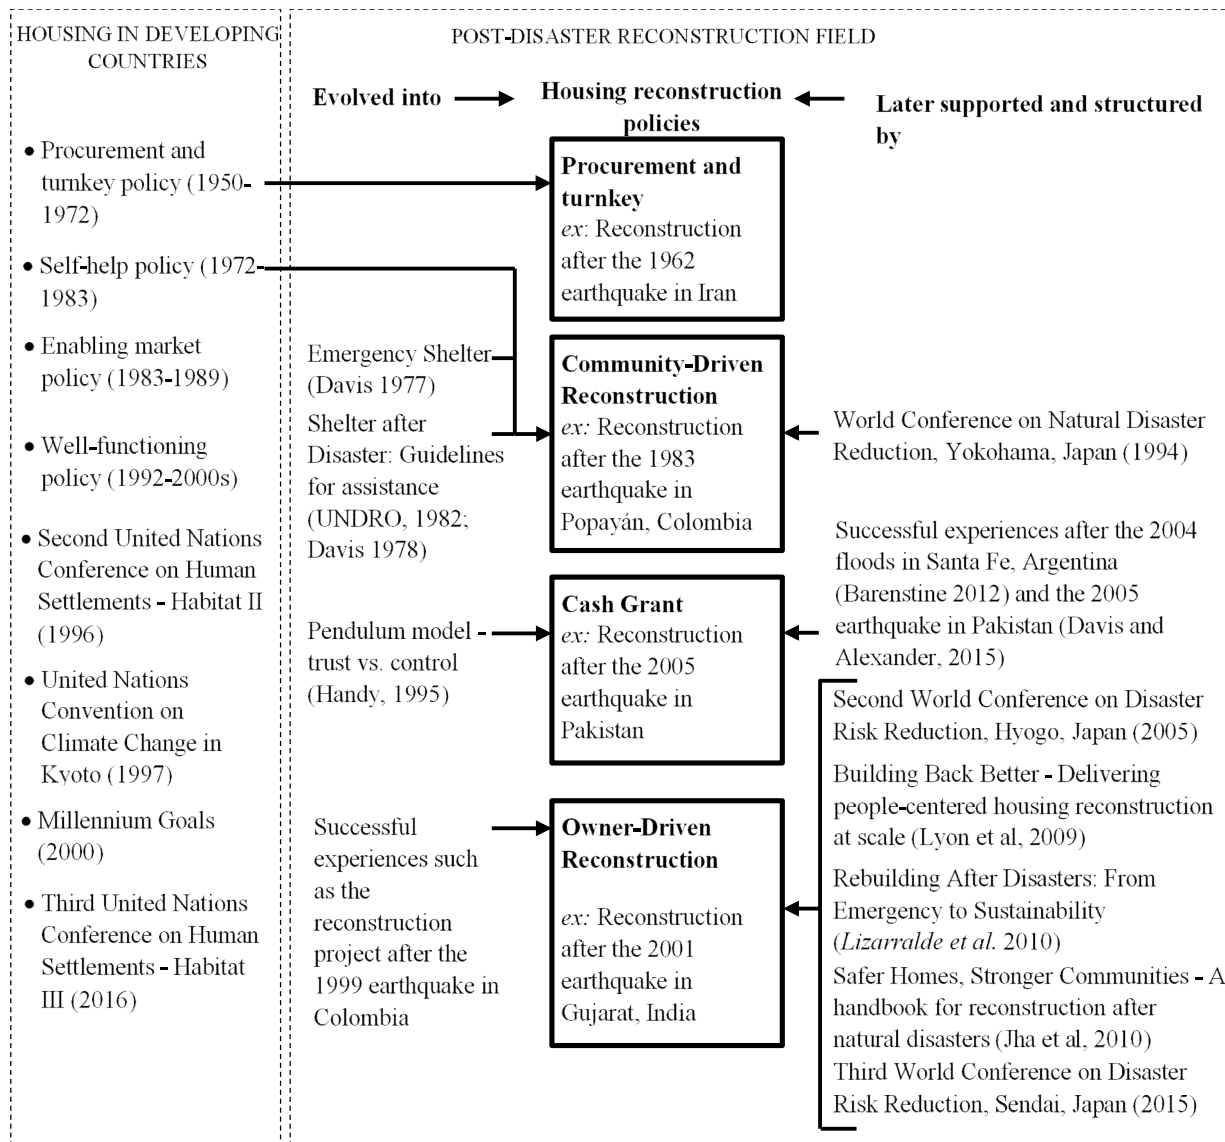 HOUSING IN DEVELOPING
COUNTRIES
• Procurement and
turnkey policy (1950-
1972)
• Self-help policy (1972-
1983)
• Enabling market
policy (1983-1989)
• Well-functioning
policy (1992-2000s)
• Second United Nations
Conference on Human
Settlements - Habitat II
(1996)
• United Nations
Convention on
Climate Change in
Kyoto (1997)
• Millennium Goals
(2000)
• Third United Nations
Conference on Human
Settlements - Habitat
III (2016)
POST-DISASTER RECONSTRUCTION FIELD
Evolved into
Housing reconstruction
policies
Later supported and structured
by
Emergency Shelter
(Davis 1977)
Shelter after
Disaster: Guidelines
for assistance
(UNDRO, 1982;
Davis 1978)
Pendulum model -
trust vs. control
(Handy, 1995)
Successful
experiences such
as the
reconstruction
project after the
1999 earthquake in
Colombia
Procurement and
turnkey
ex: Reconstruction
after the 1962
earthquake in Iran
Community-Driven
Reconstruction
ex: Reconstruction
after the 1983
earthquake in
Popayán, Colombia
Cash Grant
ex: Reconstruction
after the 2005
earthquake in
Pakistan
Owner-Driven
Reconstruction
ex: Reconstruction
after the 2001
earthquake in
Gujarat, India
World Conference on Natural Disaster
Reduction, Yokohama, Japan (1994)
Successful experiences after the 2004
floods in Santa Fe, Argentina
(Barenstine 2012) and the 2005
earthquake in Pakistan (Davis and
Alexander, 2015)
Second World Conference on Disaster
Risk Reduction, Hyogo, Japan (2005)
Building Back Better - Delivering
people-centered housing reconstruction
at scale (Lyon et al, 2009)
Rebuilding After Disasters: From
Emergency to Sustainability
(Lizarralde et al. 2010)
Safer Homes, Stronger Communities - A
handbook for reconstruction after
natural disasters (Jha et al, 2010)
Third World Conference on Disaster
Risk Reduction, Sendai, Japan (2015)